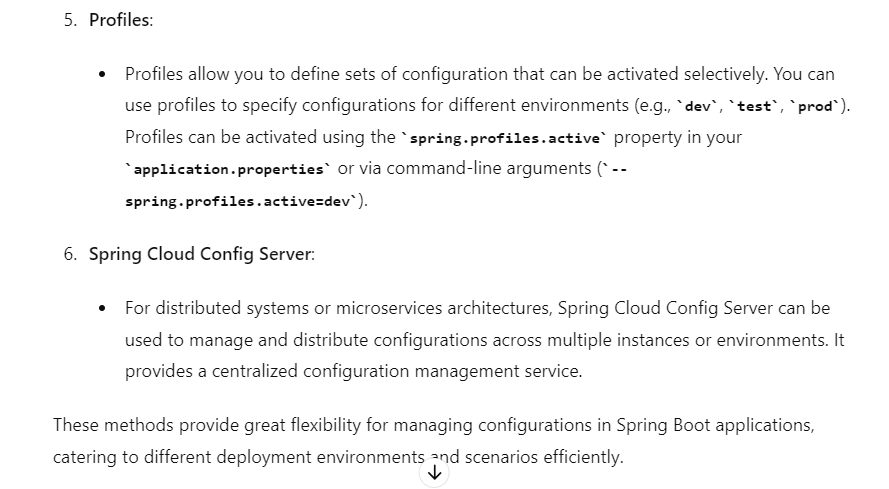 5. Profiles:
• Profiles allow you to define sets of configuration that can be activated selectively. You can
use profiles to specify configurations for different environments (e.g., `dev`, `test`, `prod`).
Profiles can be activated using the `spring.profiles.active` property in your
`application.properties` or via command-line arguments (`--
spring.profiles.active=dev`).
6. Spring Cloud Config Server:
• For distributed systems or microservices architectures, Spring Cloud Config Server can be
used to manage and distribute configurations across multiple instances or environments. It
provides a centralized configuration management service.
These methods provide great flexibility for managing configurations in Spring Boot applications,
catering to different deployment environments and scenarios efficiently.